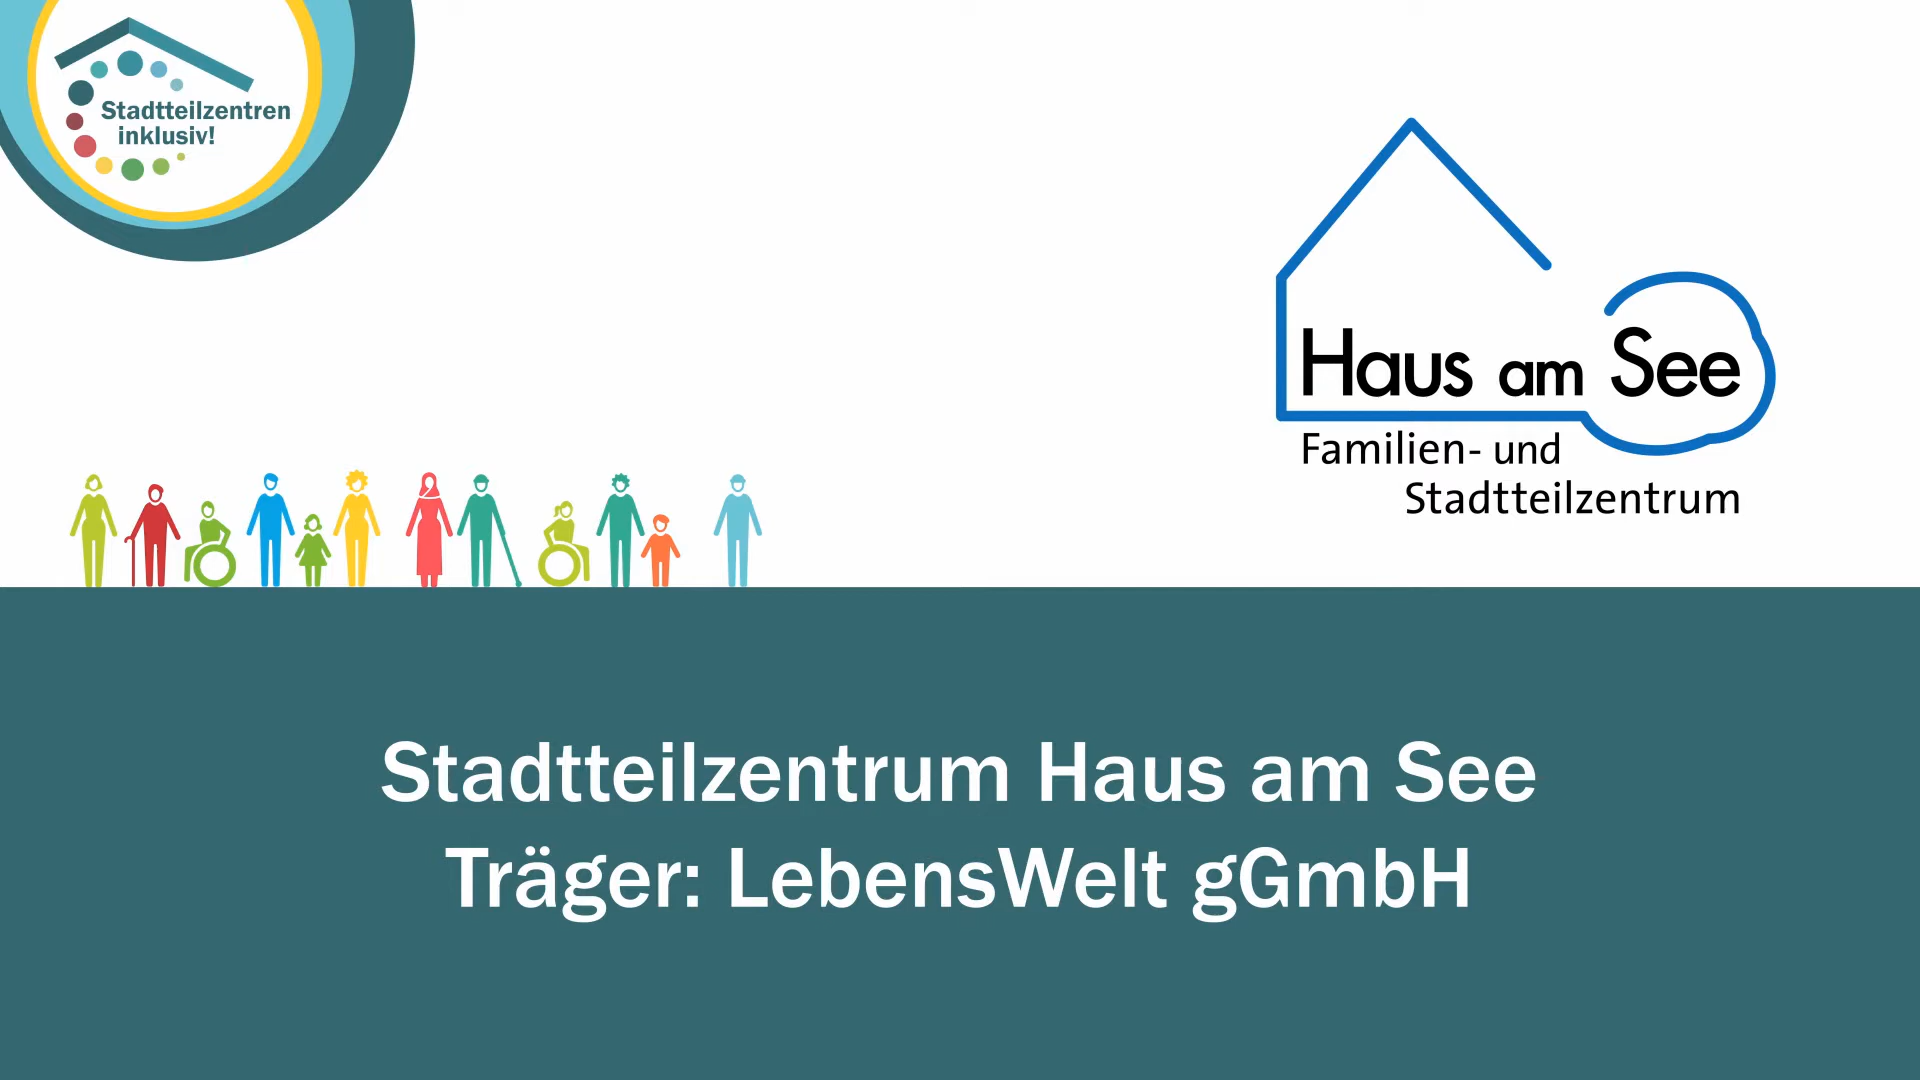 Stadtteilzentren
inklusiv!
Haus am See
Familien- und
Stadtteilzentrum
Stadtteilzentrum Haus am See
Träger: LebensWelt gGmbH